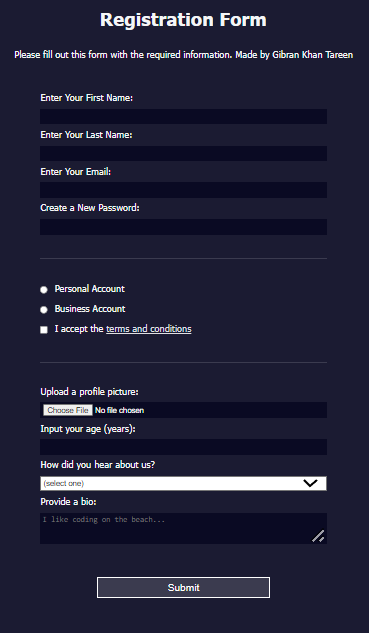 Registration Form
Please fill out this form with the required information. Made by Gibran Khan Tareen
Enter Your First Name:
Enter Your Last Name:
Enter Your Email:
Create a New Password:
Personal Account
Business Account
I accept the terms and conditions
Upload a profile picture:
Choose File No file chosen
Input your age (years):
How did you hear about us?
(select one)
Provide a bio:
I like coding on the beach...
Submit